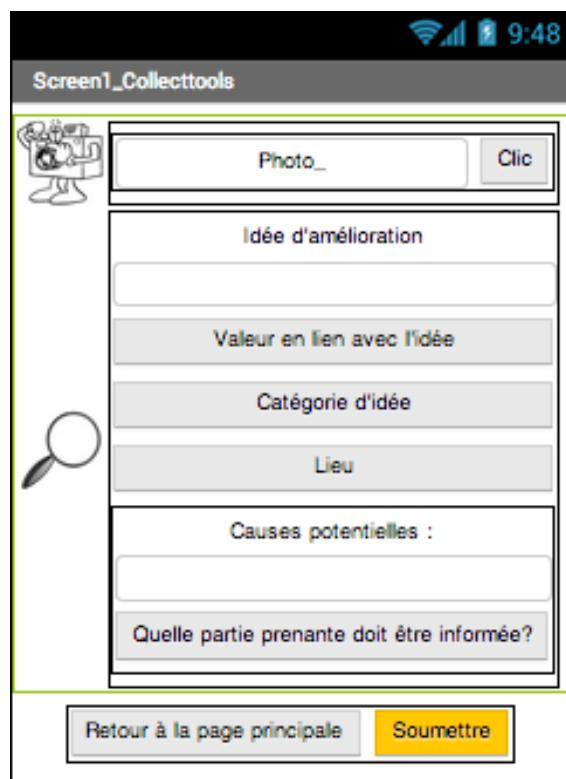 9:48
Screen1_Collecttools
Photo_
Clic
Idée d'amélioration
Valeur en lien avec l'idée
Catégorie d'idée
Lieu
Causes potentielles :
Quelle partie prenante doit être informée?
Retour à la page principale
Soumettre